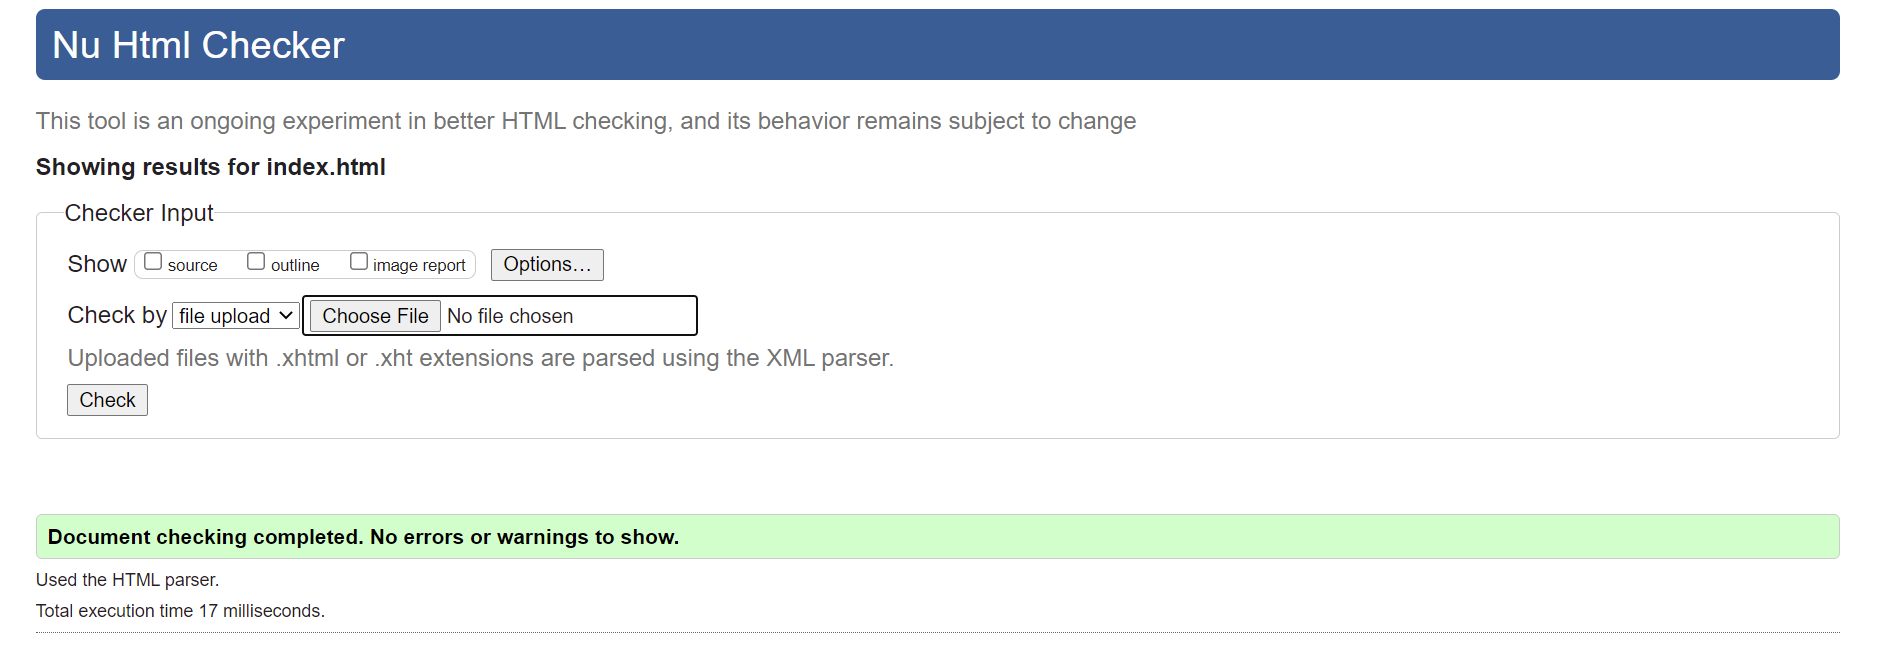 Nu Html Checker
This tool is an ongoing experiment in better HTML checking, and its behavior remains subject to change
Showing results for index.html
Checker Input
Show source outline image report Options…
Check by file upload Choose File No file chosen
Uploaded files with .xhtml or .xht extensions are parsed using the XML parser.
Check
Document checking completed. No errors or warnings to show.
Used the HTML parser.
Total execution time 17 milliseconds.